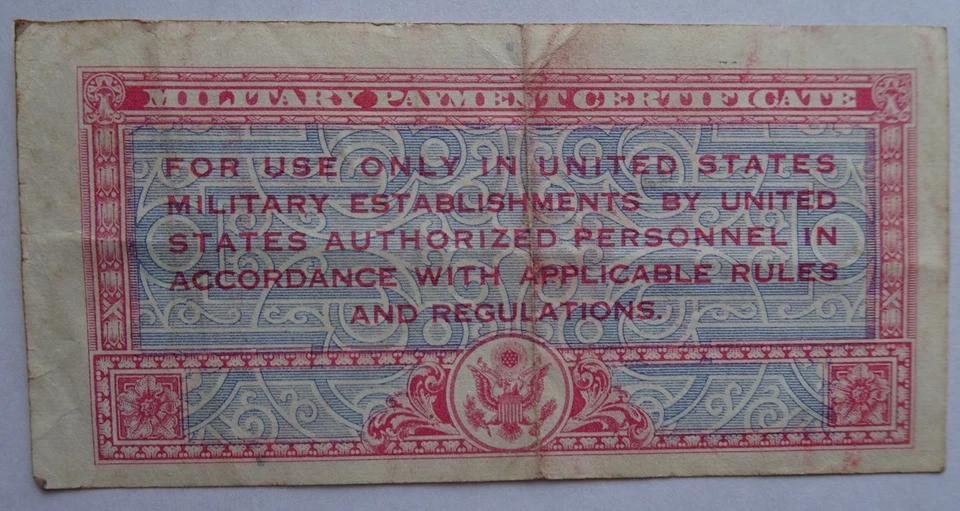 MILITARY PAYMENT CERTIFICATE
FOR USE ONLY IN UNITED STATES
MILITARY ESTABLISHMENTS BY UNITED
STATES AUTHORIZED PERSONNEL IN
ACCORDANCE WITH APPLICABLE RULES
AND REGULATIONS.